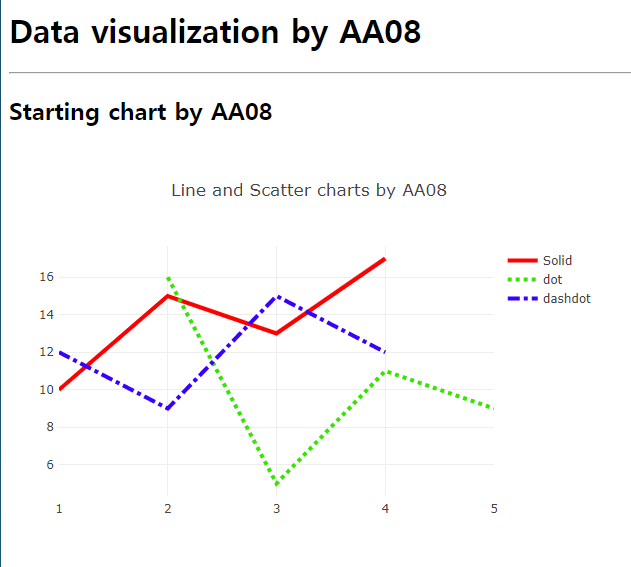 Data visualization by AA08
Starting chart by AA08
Line and Scatter charts by AA08
Solid
dot
dashdot
16
14
12
10
8
6
1 2 3 4 5